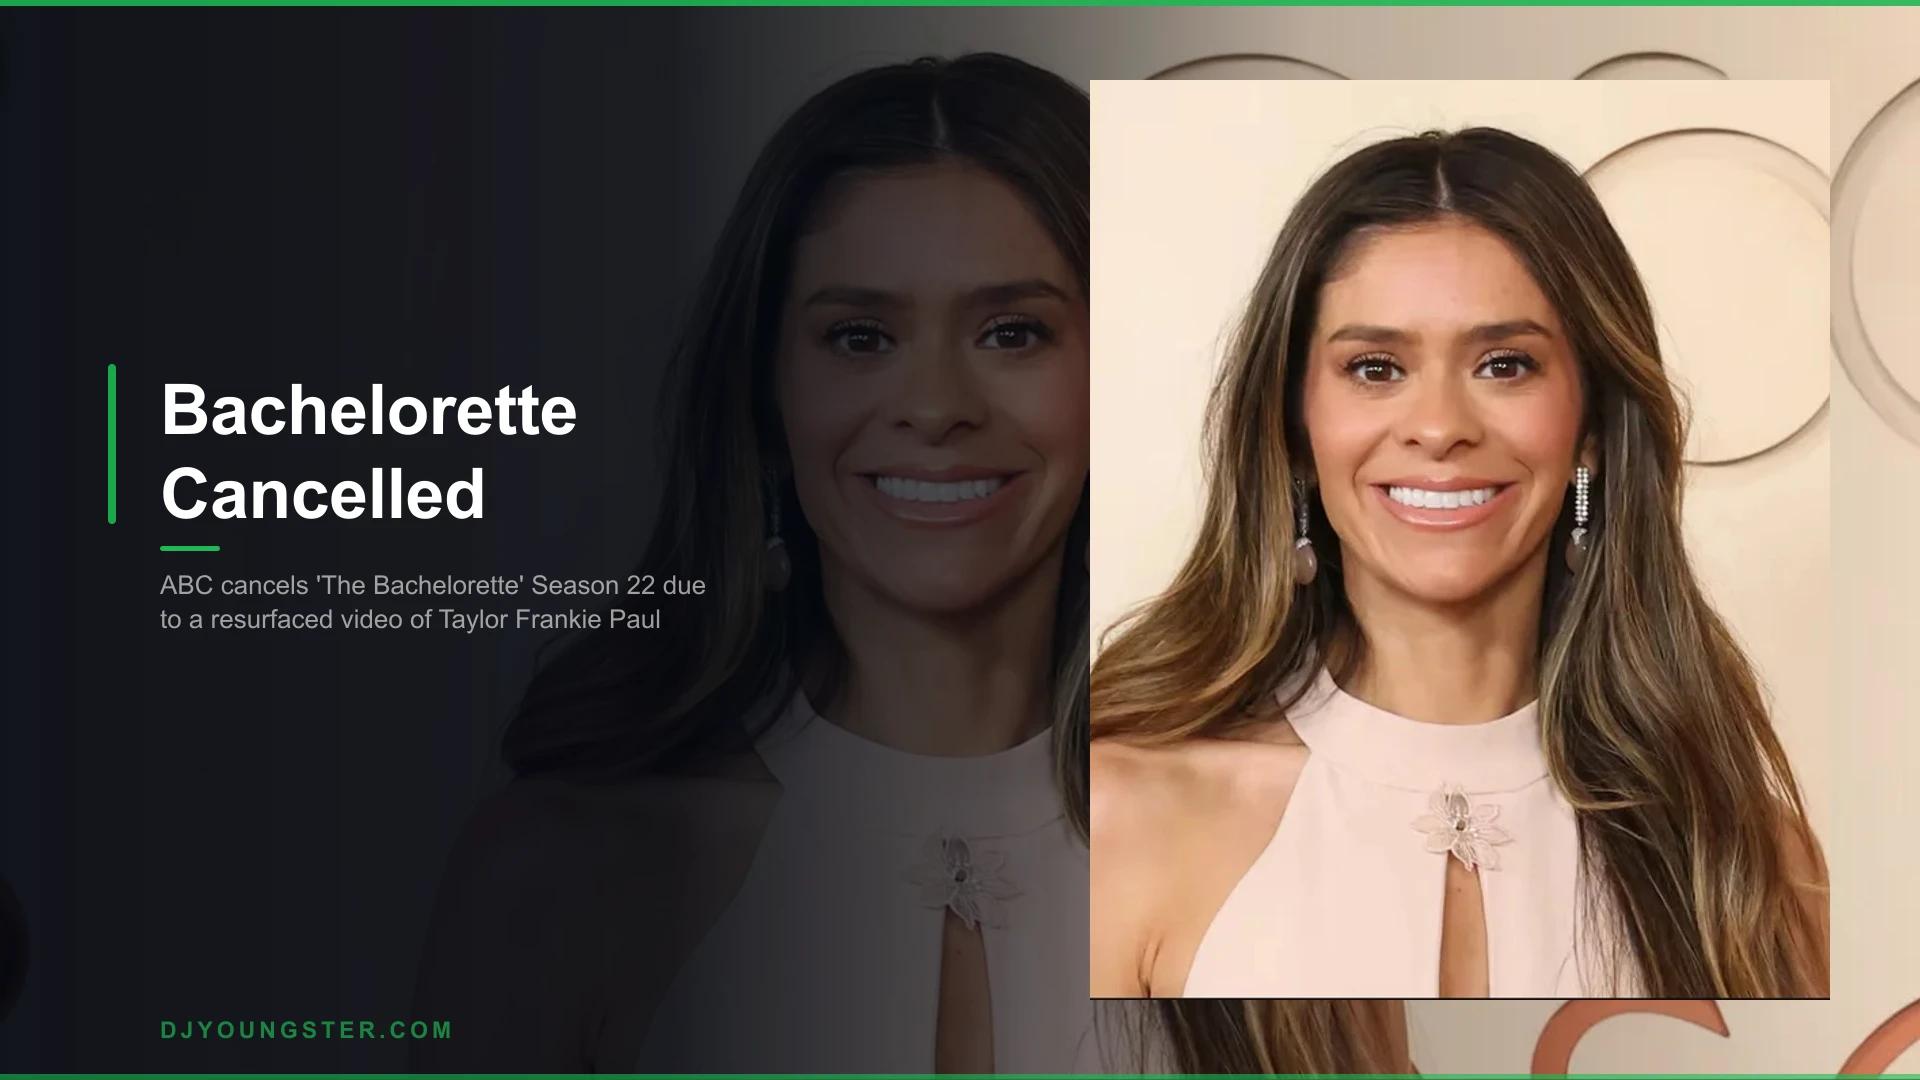 Bachelorette
Cancelled
ABC cancels 'The Bachelorette' Season 22 due
to a resurfaced video of Taylor Frankie Paul
DJYOUNGSTER.COM